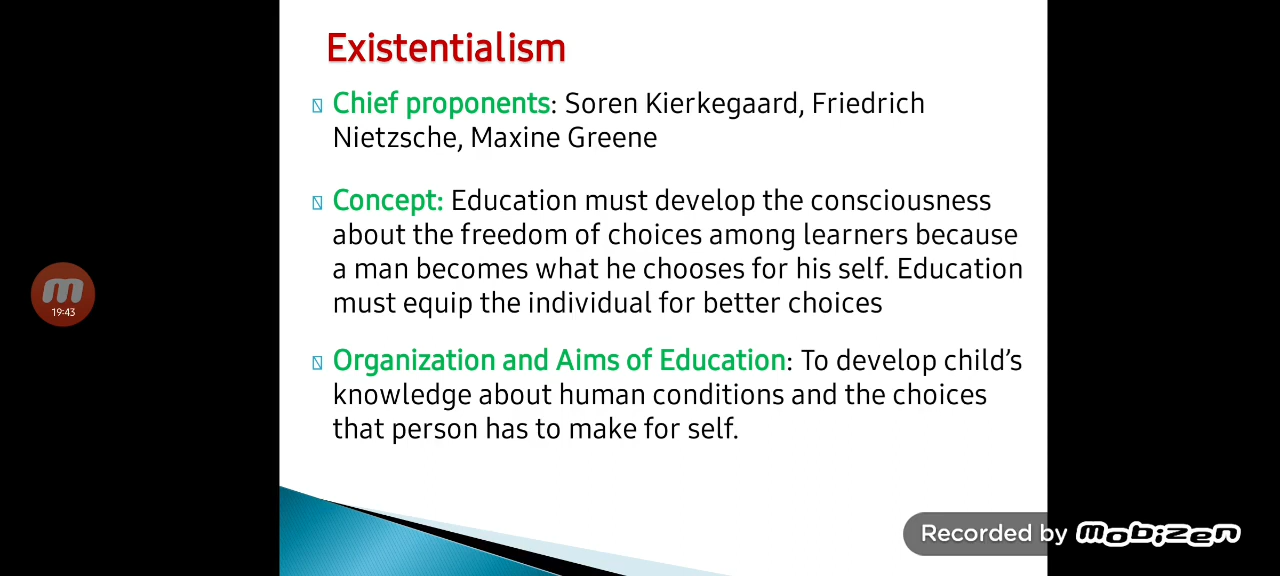 Existentialism
Chief proponents: Soren Kierkegaard, Friedrich
Nietzsche, Maxine Greene
Concept: Education must develop the consciousness
about the freedom of choices among learners because
a man becomes what he chooses for his self. Education
must equip the individual for better choices
Organization and Aims of Education: To develop child's
knowledge about human conditions and the choices
that person has to make for self.
m
19:43
Recorded by mobizen